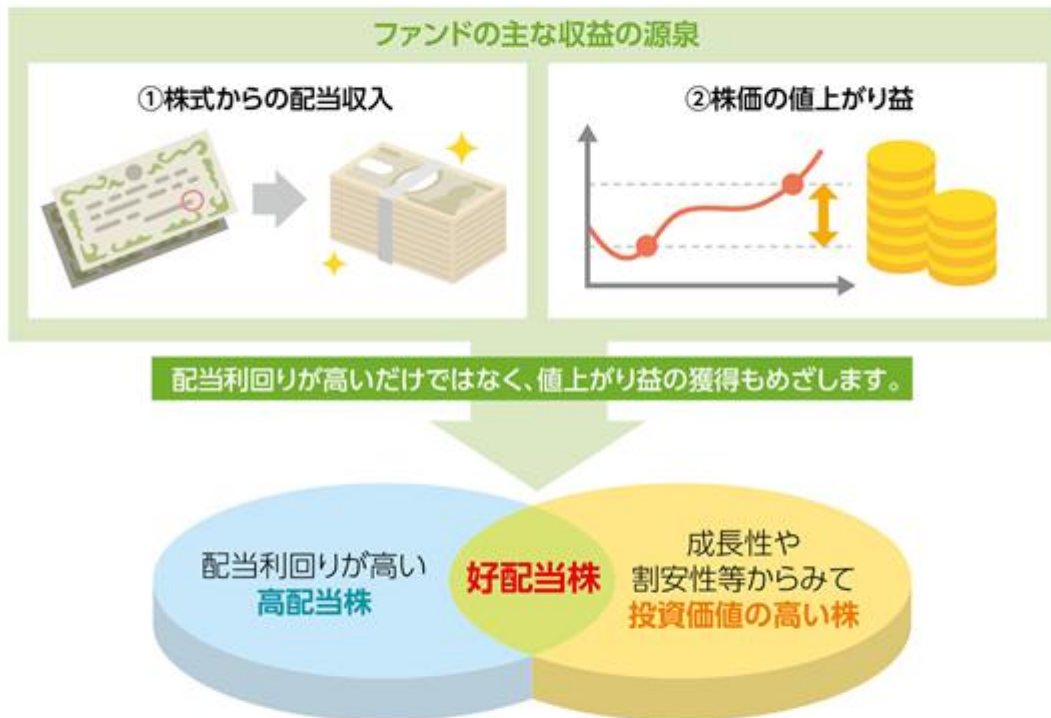 ファンドの主な収益の源泉
①株式からの配当収入
②株価の値上がり益
配当利回りが高いだけではなく、値上がり益の獲得もめざします。
配当利回りが高い
高配当株
好配当株
成長性や
割安性等からみて
投資価値の高い株